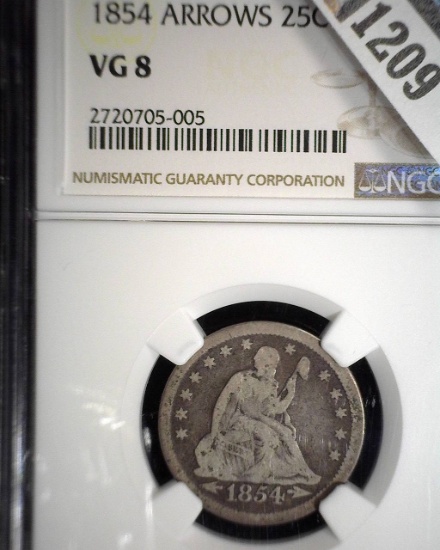 1854 ARROWS 25C
VG 8
2720705-005
NUMISMATIC GUARANTY CORPORATION
NGC
1209
1854